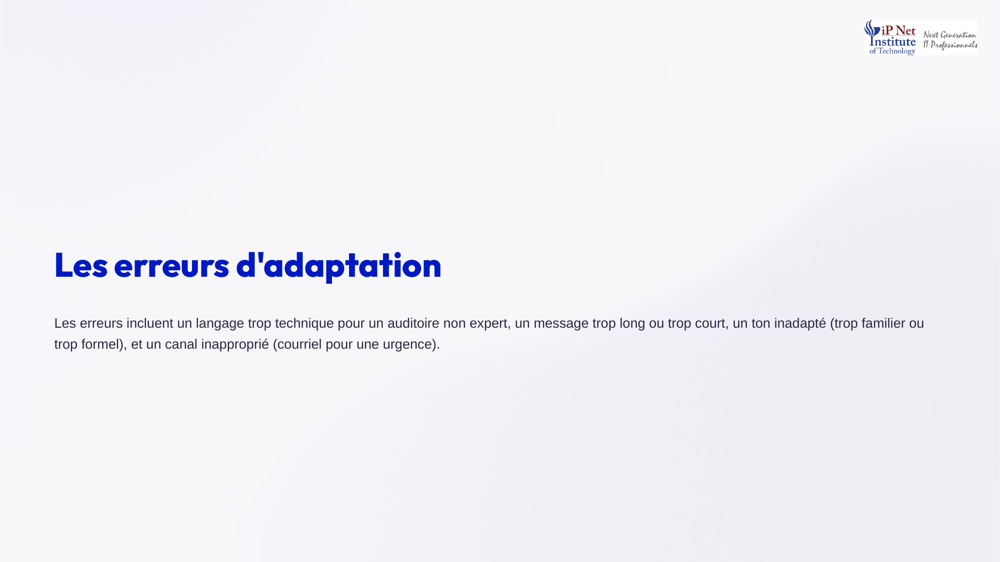 iP Net
Institute
of Technology
Next Generation
IT Professionnels
Les erreurs d'adaptation
Les erreurs incluent un langage trop technique pour un auditoire non expert, un message trop long ou trop court, un ton inadapté (trop familier ou
trop formel), et un canal inapproprié (courriel pour une urgence).